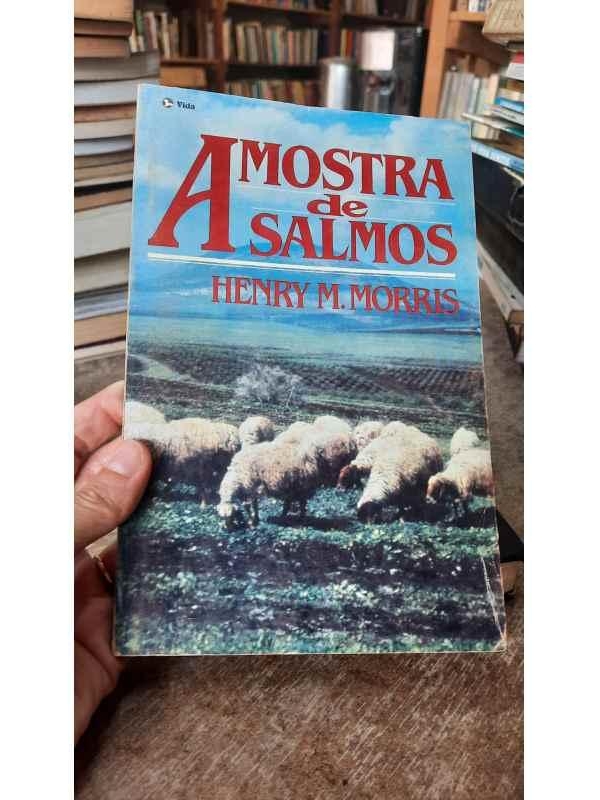 Vida
AMOSTRA
de
SALMOS
HENRY M. MORRIS